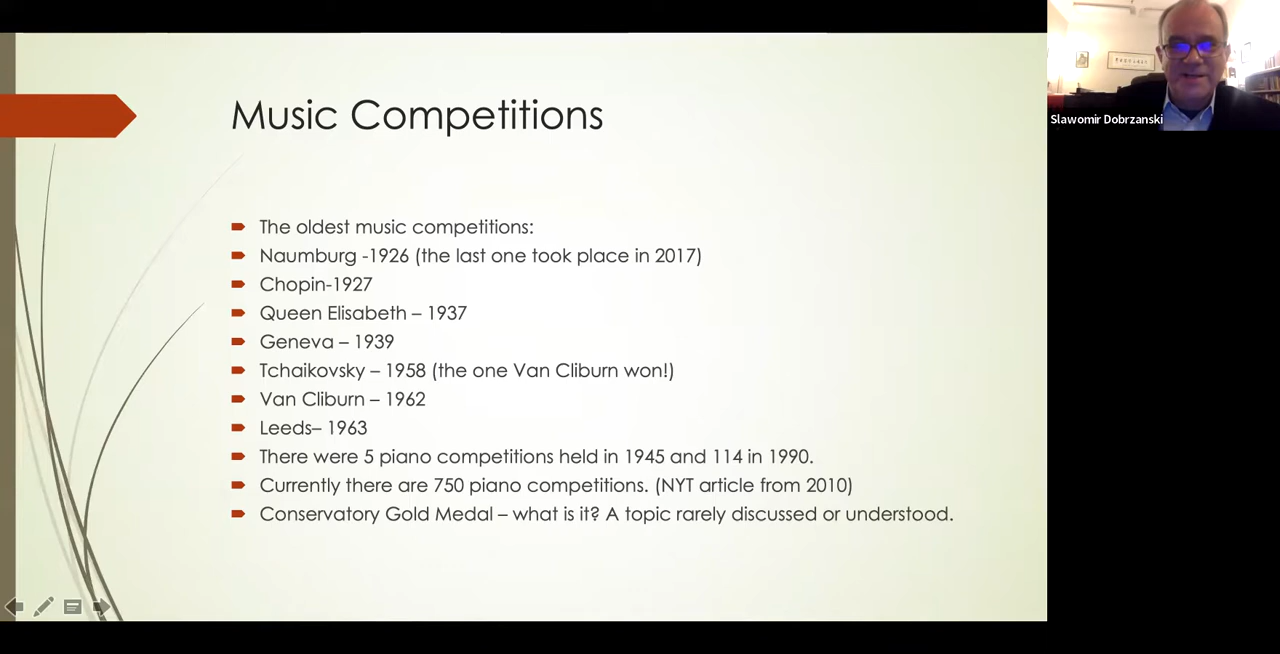 Music Competitions
The oldest music competitions:
Naumburg -1926 (the last one took place in 2017)
Chopin-1927
Queen Elisabeth – 1937
Geneva – 1939
Tchaikovsky – 1958 (the one Van Cliburn won!)
Van Cliburn – 1962
Leeds– 1963
There were 5 piano competitions held in 1945 and 114 in 1990.
Currently there are 750 piano competitions. (NYT article from 2010)
Conservatory Gold Medal – what is it? A topic rarely discussed or understood.
Slawomir Dobrzanski